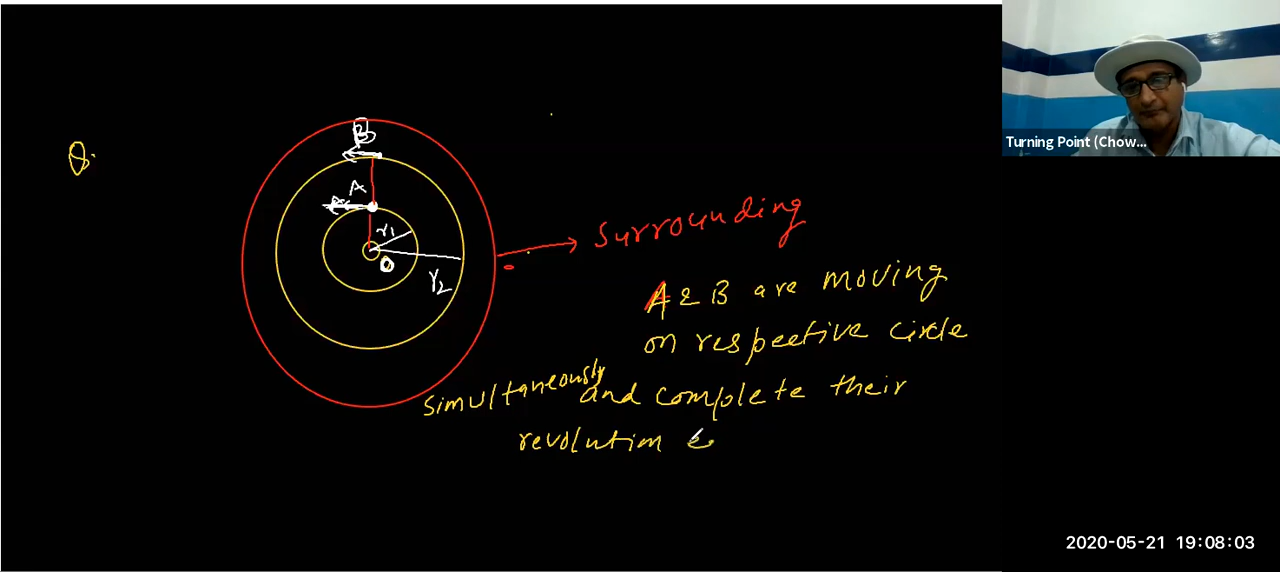 Turning Point (Chow...
Q.
B
A
A
r1
O
r2
Surrounding
A & B are moving
on respective circle
simultaneously and complete their
revolution
2020-05-21 19:08:03